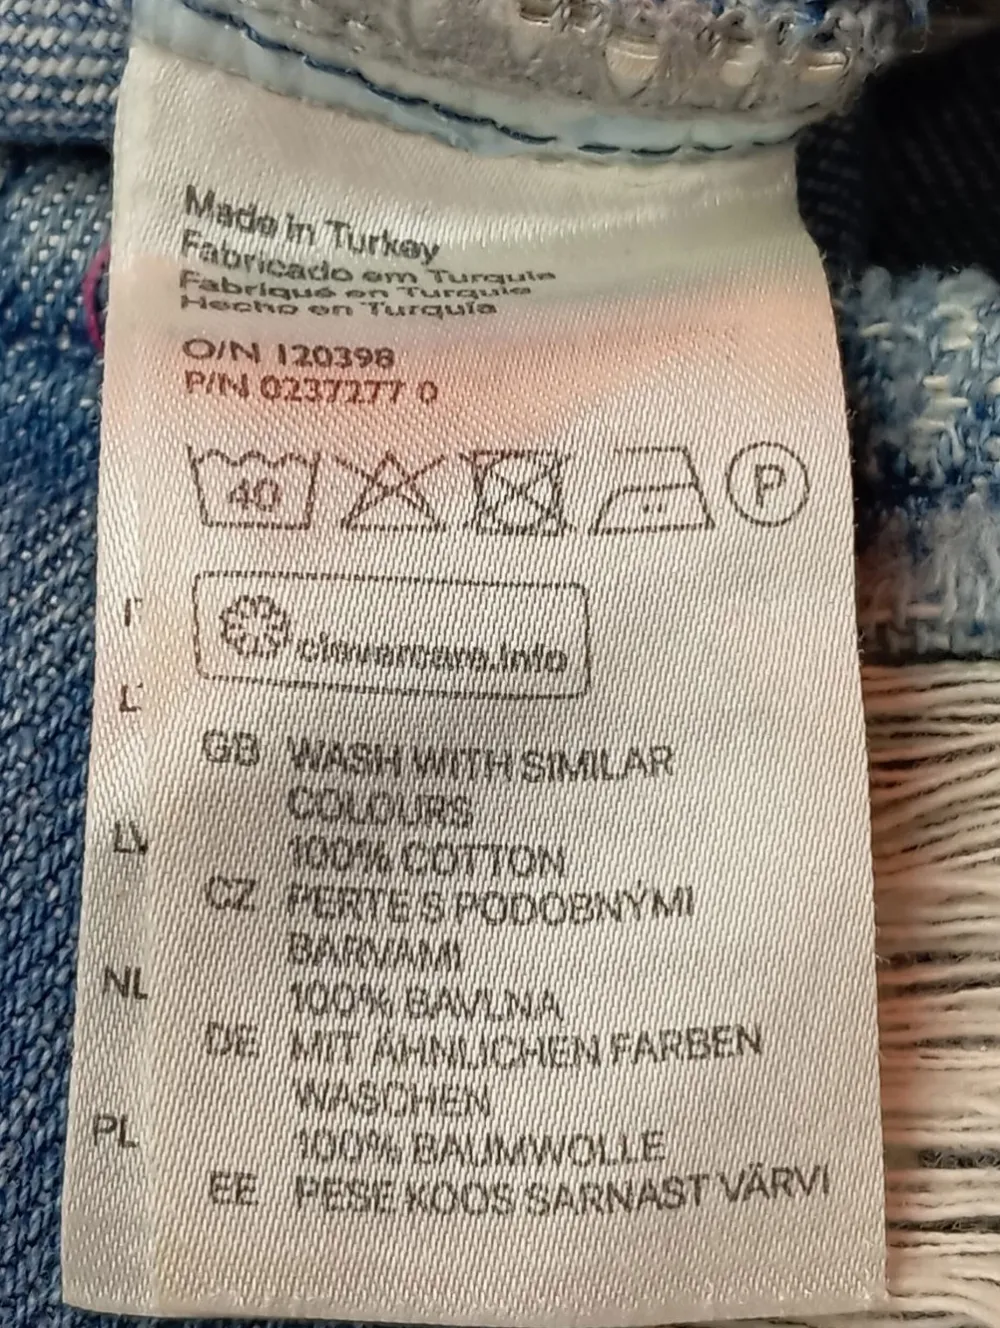 Made in Turkey
Fabricado em Turquia
Fabriqué en Turquie
Hecho en Turquía
O/N 120398
P/N 0237277 0
40
P
clevercare.info
GB WASH WITH SIMILAR
COLOURS
100% COTTON
CZ PERTE S PODOBNÝMI
BARVAMI
100% BAVLNA
DE MIT ÄHNLICHEN FARBEN
WASCHEN
100% BAUMWOLLE
EE PESE KOOS SARNAST VÄRVI
NL
PL